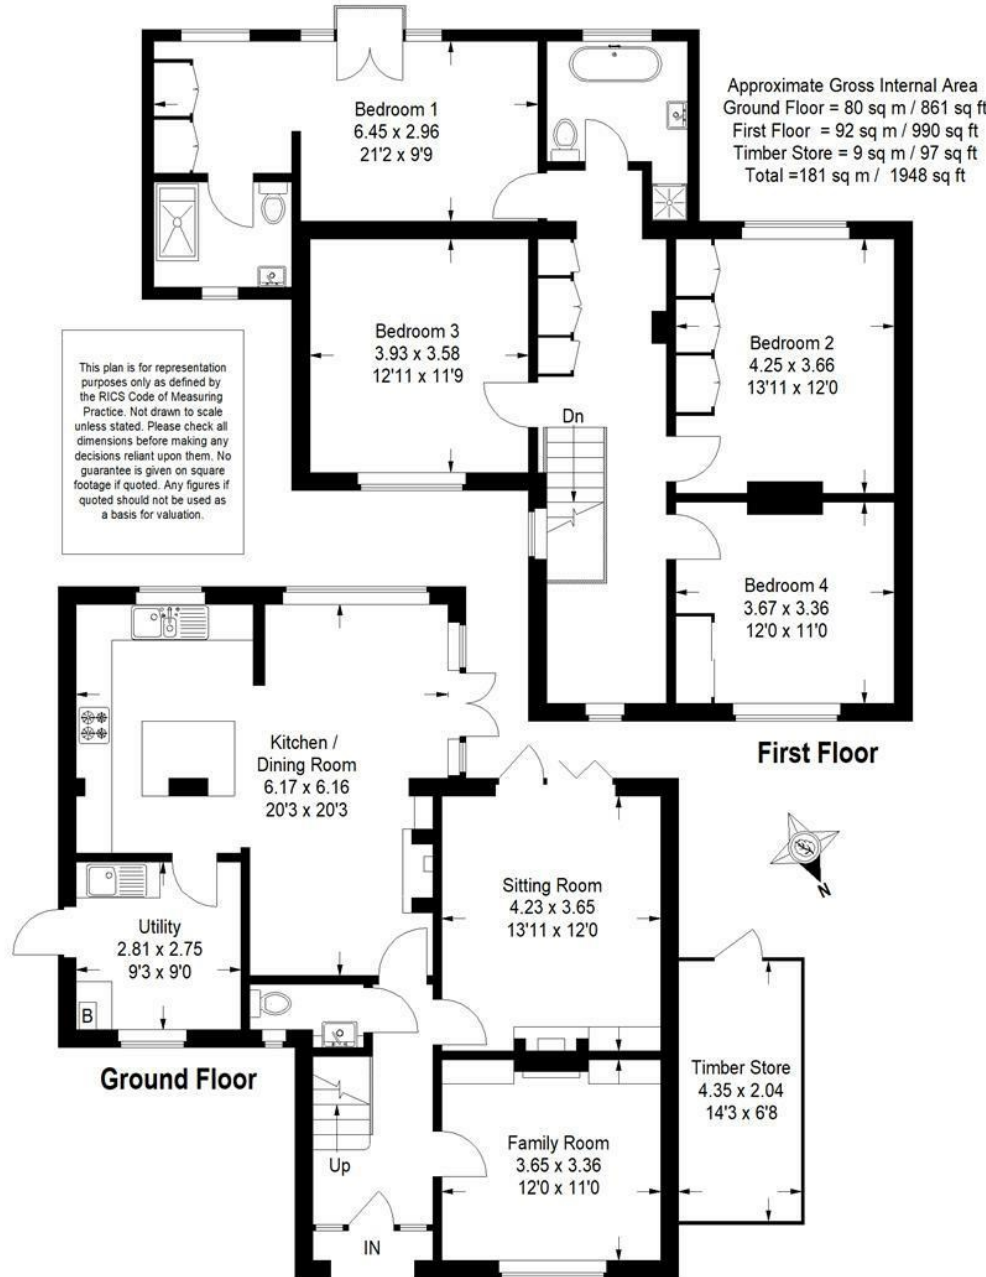 Approximate Gross Internal Area
Ground Floor = 80 sq m / 861 sq ft
First Floor = 92 sq m / 990 sq ft
Timber Store = 9 sq m / 97 sq ft
Total =181 sq m / 1948 sq ft
Bedroom 1
6.45 x 2.96
21'2 x 9'9
Bedroom 3
3.93 x 3.58
12'11 x 11'9
Bedroom 2
4.25 x 3.66
13'11 x 12'0
This plan is for representation
purposes only as defined by
the RICS Code of Measuring
Practice. Not drawn to scale
unless stated. Please check all
dimensions before making any
decisions reliant upon them. No
guarantee is given on square
footage if quoted. Any figures if
quoted should not be used as
a basis for valuation.
Dn
Bedroom 4
3.67 x 3.36
12'0 x 11'0
First Floor
Kitchen /
Dining Room
6.17 x 6.16
20'3 x 20'3
N
Sitting Room
4.23 x 3.65
13'11 x 12'0
Utility
2.81 x 2.75
9'3 x 9'0
B
Ground Floor
Timber Store
4.35 x 2.04
14'3 x 6'8
Family Room
3.65 x 3.36
12'0 x 11'0
Up
IN